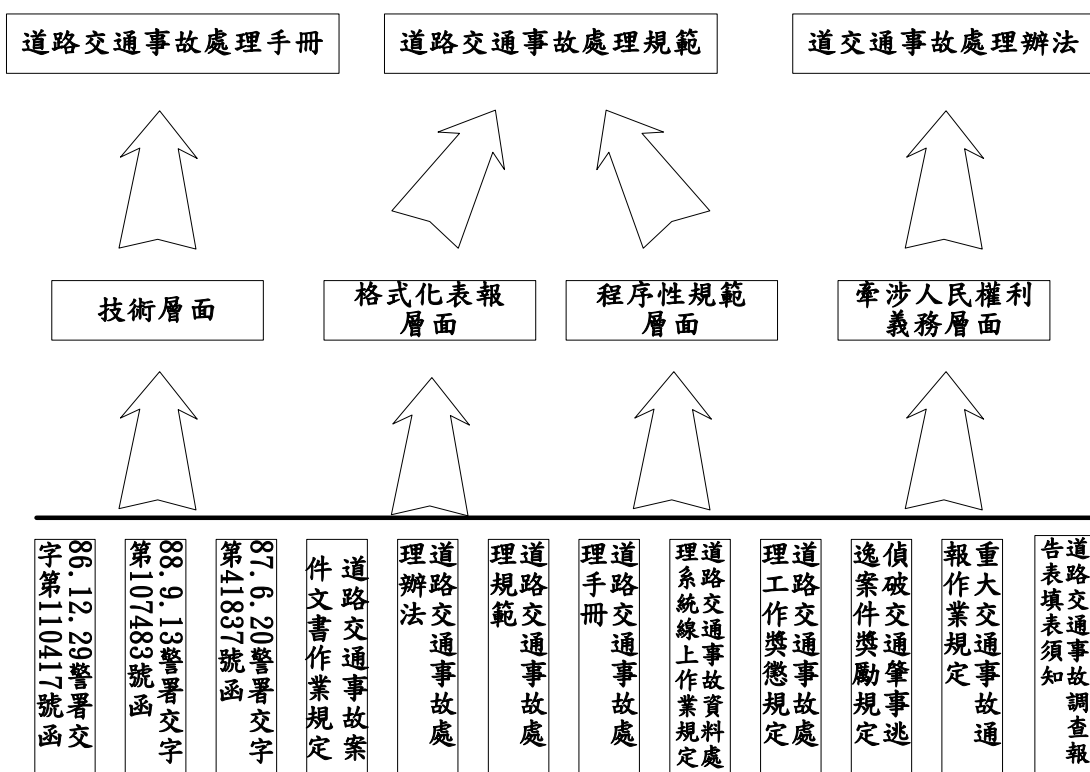 道路交通事故處理手冊
道路交通事故處理規範
道交通事故處理辦法
技術層面
格式化表報
層面
程序性規範
層面
牽涉人民權利
義務層面
86.12.29警署交
字第110417號函
88.9.13警署交字
第107483號函
87.6.20警署交字
第41837號函
道路交通事故案
件文書作業規定
道路交通事故處
理辦法
道路交通事故處
理規範
道路交通事故處
理手冊
道路交通事故資料處
理系統線上作業規定
道路交通事故處
理工作獎懲規定
偵破交通肇事逃
逸案件獎勵規定
重大交通事故通
報作業規定
道路交通事故調查報
告表填表須知